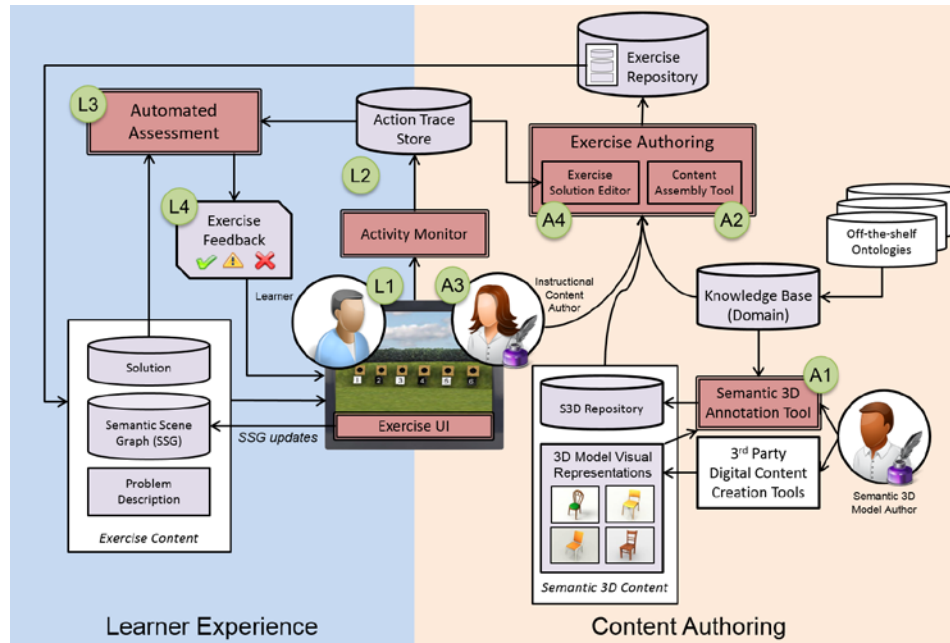 Exercise
Repository
L3
Automated
Assessment
Action Trace
Store
Exercise Authoring
Exercise
Solution Editor
Content
Assembly Tool
L2
A4
A2
L4
Exercise
Feedback
Activity Monitor
Off-the-shelf
Ontologies
Learner
L1
A3
Instructional
Content
Author
Knowledge Base
(Domain)
Solution
Semantic Scene
Graph (SSG)
Problem
Description
Exercise Content
1
2
3
4
5
6
SSG updates
Exercise UI
S3D Repository
A1
Semantic 3D
Annotation Tool
3D Model Visual
Representations
3rd Party
Digital Content
Creation Tools
Semantic 3D
Model Author
Semantic 3D Content
Learner Experience
Content Authoring